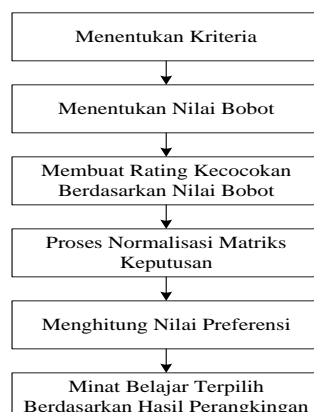 Menentukan Kriteria
Menentukan Nilai Bobot
Membuat Rating Kecocokan
Berdasarkan Nilai Bobot
Proses Normalisasi Matriks
Keputusan
Menghitung Nilai Preferensi
Minat Belajar Terpilih
Berdasarkan Hasil Perangkingan